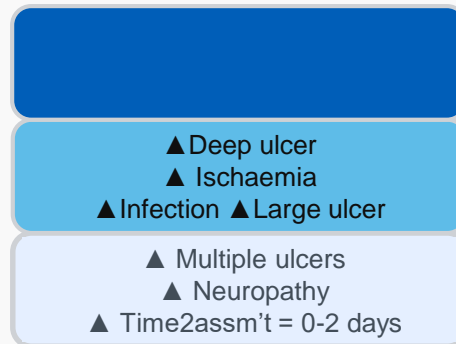 ▲Deep ulcer
▲ Ischaemia
▲Infection ▲Large ulcer
▲ Multiple ulcers
▲ Neuropathy
▲ Time2assm't = 0-2 days